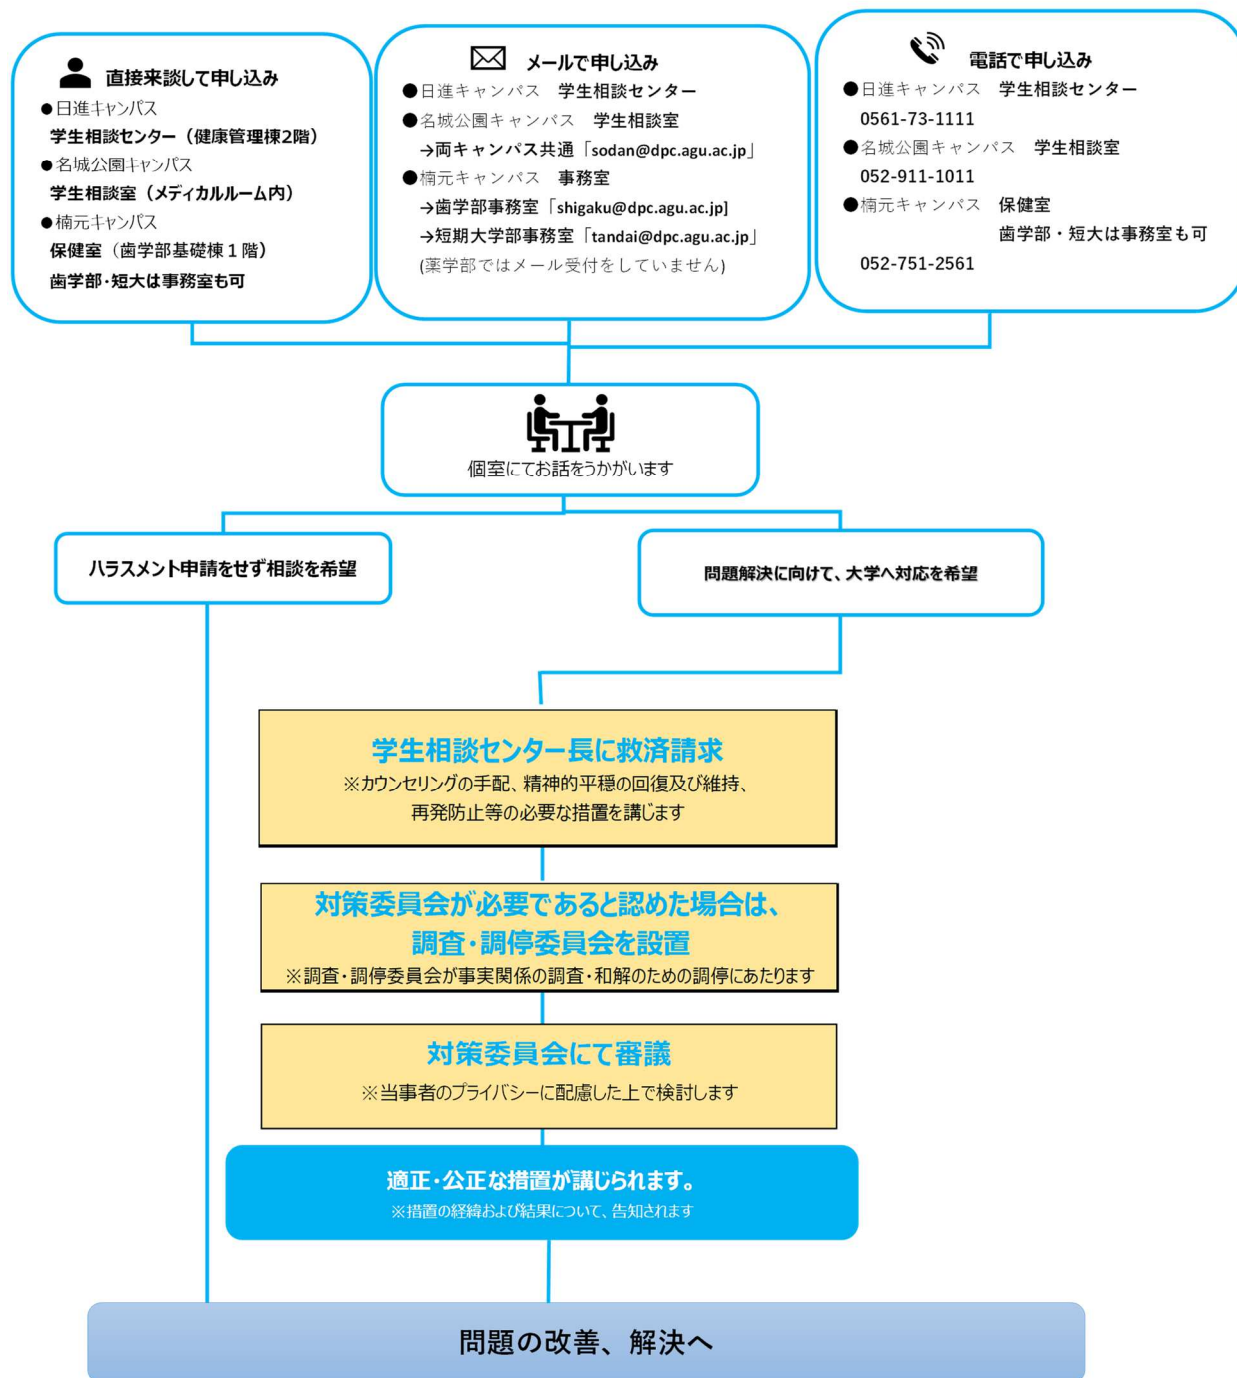 直接来談して申し込み
●日進キャンパス
学生相談センター（健康管理棟2階）
●名城公園キャンパス
学生相談室（メディカルルーム内）
●楠元キャンパス
保健室（歯学部基礎棟１階）
歯学部・短大は事務室も可
メールで申し込み
●日進キャンパス　学生相談センター
●名城公園キャンパス　学生相談室
→両キャンパス共通「sodan@dpc.agu.ac.jp」
●楠元キャンパス　事務室
→歯学部事務室「shigaku@dpc.agu.ac.jp]
→短期大学部事務室「tandai@dpc.agu.ac.jp」
(薬学部ではメール受付をしていません)
電話で申し込み
●日進キャンパス　学生相談センター
0561-73-1111
●名城公園キャンパス　学生相談室
052-911-1011
●楠元キャンパス　保健室
歯学部・短大は事務室も可
052-751-2561
個室にてお話をうかがいます
ハラスメント申請をせず相談を希望
問題解決に向けて、大学へ対応を希望
学生相談センター長に救済請求
※カウンセリングの手配、精神的平穏の回復及び維持、
再発防止等の必要な措置を講じます
対策委員会が必要であると認めた場合は、
調査・調停委員会を設置
※調査・調停委員会が事実関係の調査・和解のための調停にあたります
対策委員会にて審議
※当事者のプライバシーに配慮した上で検討します
適正・公正な措置が講じられます。
※措置の経緯および結果について、告知されます
問題の改善、解決へ